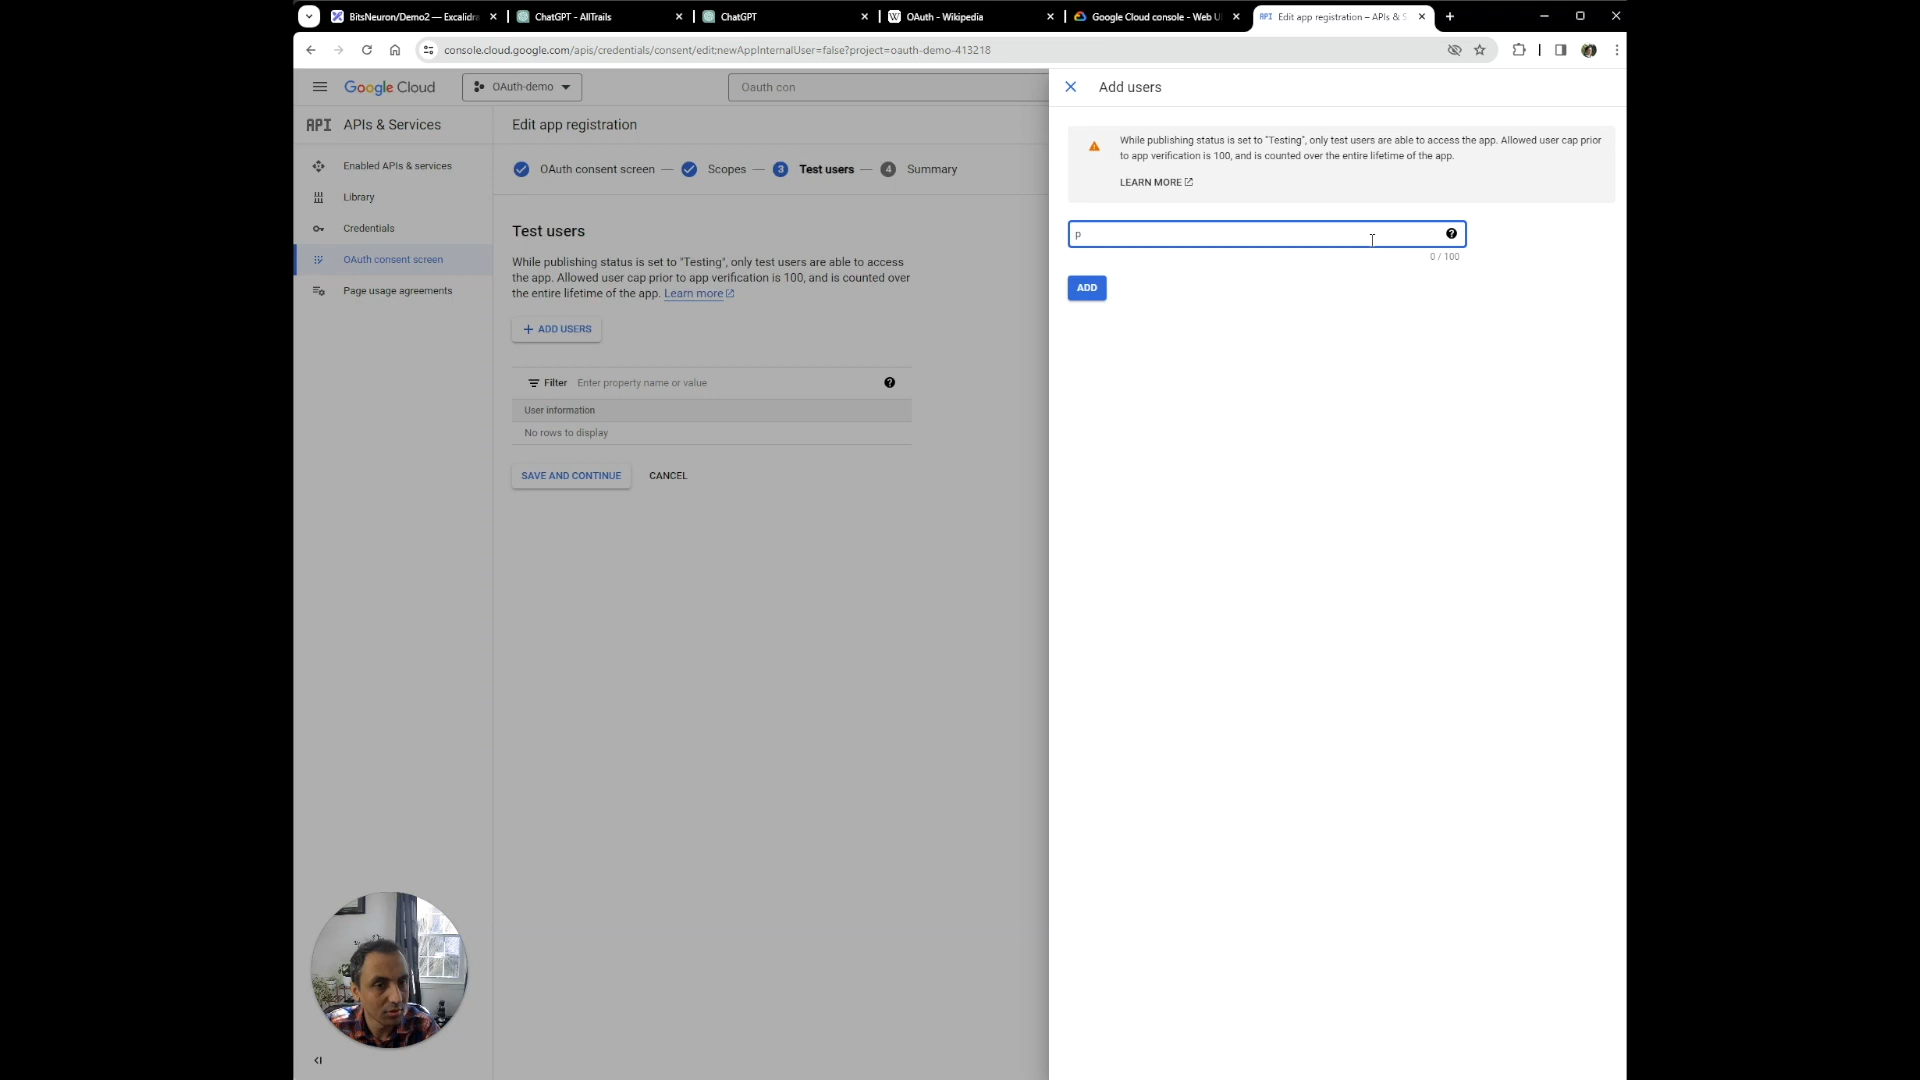 BitsNeuron/Demo2 — Excalidra
ChatGPT - AllTrails
ChatGPT
OAuth - Wikipedia
Google Cloud console - Web U
API Edit app registration – APIs & S
console.cloud.google.com/apis/credentials/consent/edit;newAppInternalUser=false?project=oauth-demo-413218
Google Cloud
OAuth-demo
Oauth con
Add users
API APIs & Services
Edit app registration
Enabled APIs & services
Library
Credentials
OAuth consent screen
Page usage agreements
OAuth consent screen — Scopes — 3 Test users — 4 Summary
Test users
While publishing status is set to "Testing", only test users are able to access
the app. Allowed user cap prior to app verification is 100, and is counted over
the entire lifetime of the app. Learn more
+ ADD USERS
Filter Enter property name or value
User information
No rows to display
SAVE AND CONTINUE CANCEL
While publishing status is set to "Testing", only test users are able to access the app. Allowed user cap prior
to app verification is 100, and is counted over the entire lifetime of the app.
LEARN MORE
p
0 / 100
ADD